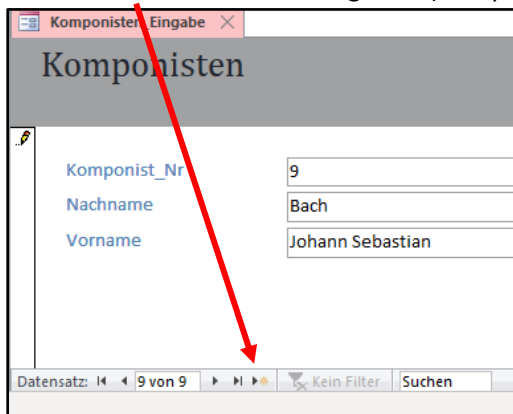 Komponisten_Eingabe
Komponisten
Komponist_Nr 9
Nachname Bach
Vorname Johann Sebastian
Datensatz: 9 von 9 Kein Filter Suchen